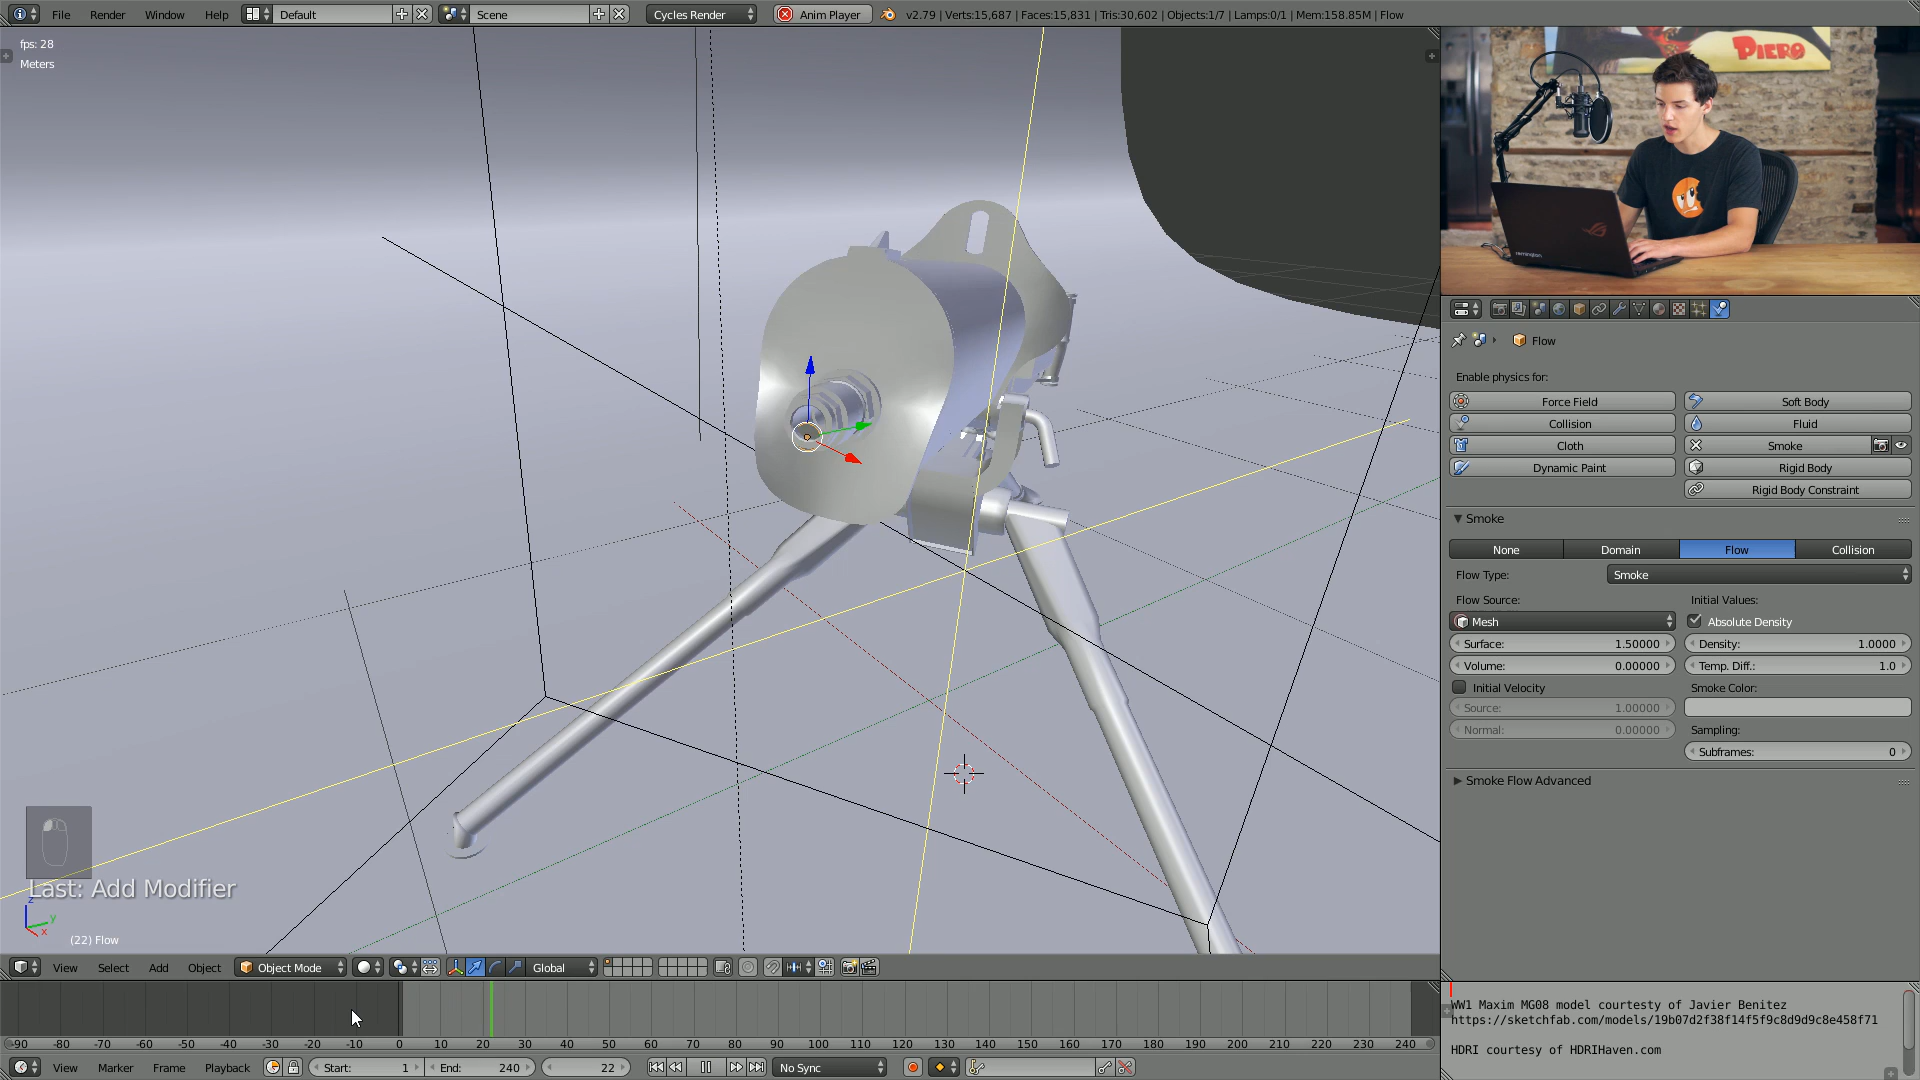 File Render Window Help Default Scene Cycles Render Anim Player v2.79 | Verts:15,687 | Faces:15,831 | Tris:30,602 | Objects:1/7 | Lamps:0/1 | Mem:158.85M | Flow
fps: 28
Meters
PIERO
remington
Flow
Enable physics for:
Force Field Soft Body
Collision Fluid
Cloth Smoke
Dynamic Paint Rigid Body
Rigid Body Constraint
Smoke
None Domain Flow Collision
Flow Type: Smoke
Flow Source: Initial Values:
Mesh Absolute Density
Surface: 1.50000 Density: 1.0000
Volume: 0.00000 Temp. Diff.: 1.0
Initial Velocity Smoke Color:
Source: 1.00000
Normal: 0.00000 Sampling:
Subframes: 0
Smoke Flow Advanced
Last: Add Modifier
z
y
x
(22) Flow
View Select Add Object Object Mode Global
WW1 Maxim MG08 model courtesty of Javier Benitez
https://sketchfab.com/models/19b07d2f38f14f5f9c8d9d9c8e458f71
HDRI courtesy of HDRIHaven.com
-90 -80 -70 -60 -50 -40 -30 -20 -10 0 10 20 30 40 50 60 70 80 90 100 110 120 130 140 150 160 170 180 190 200 210 220 230 240
View Marker Frame Playback Start: 1 End: 240 22 No Sync